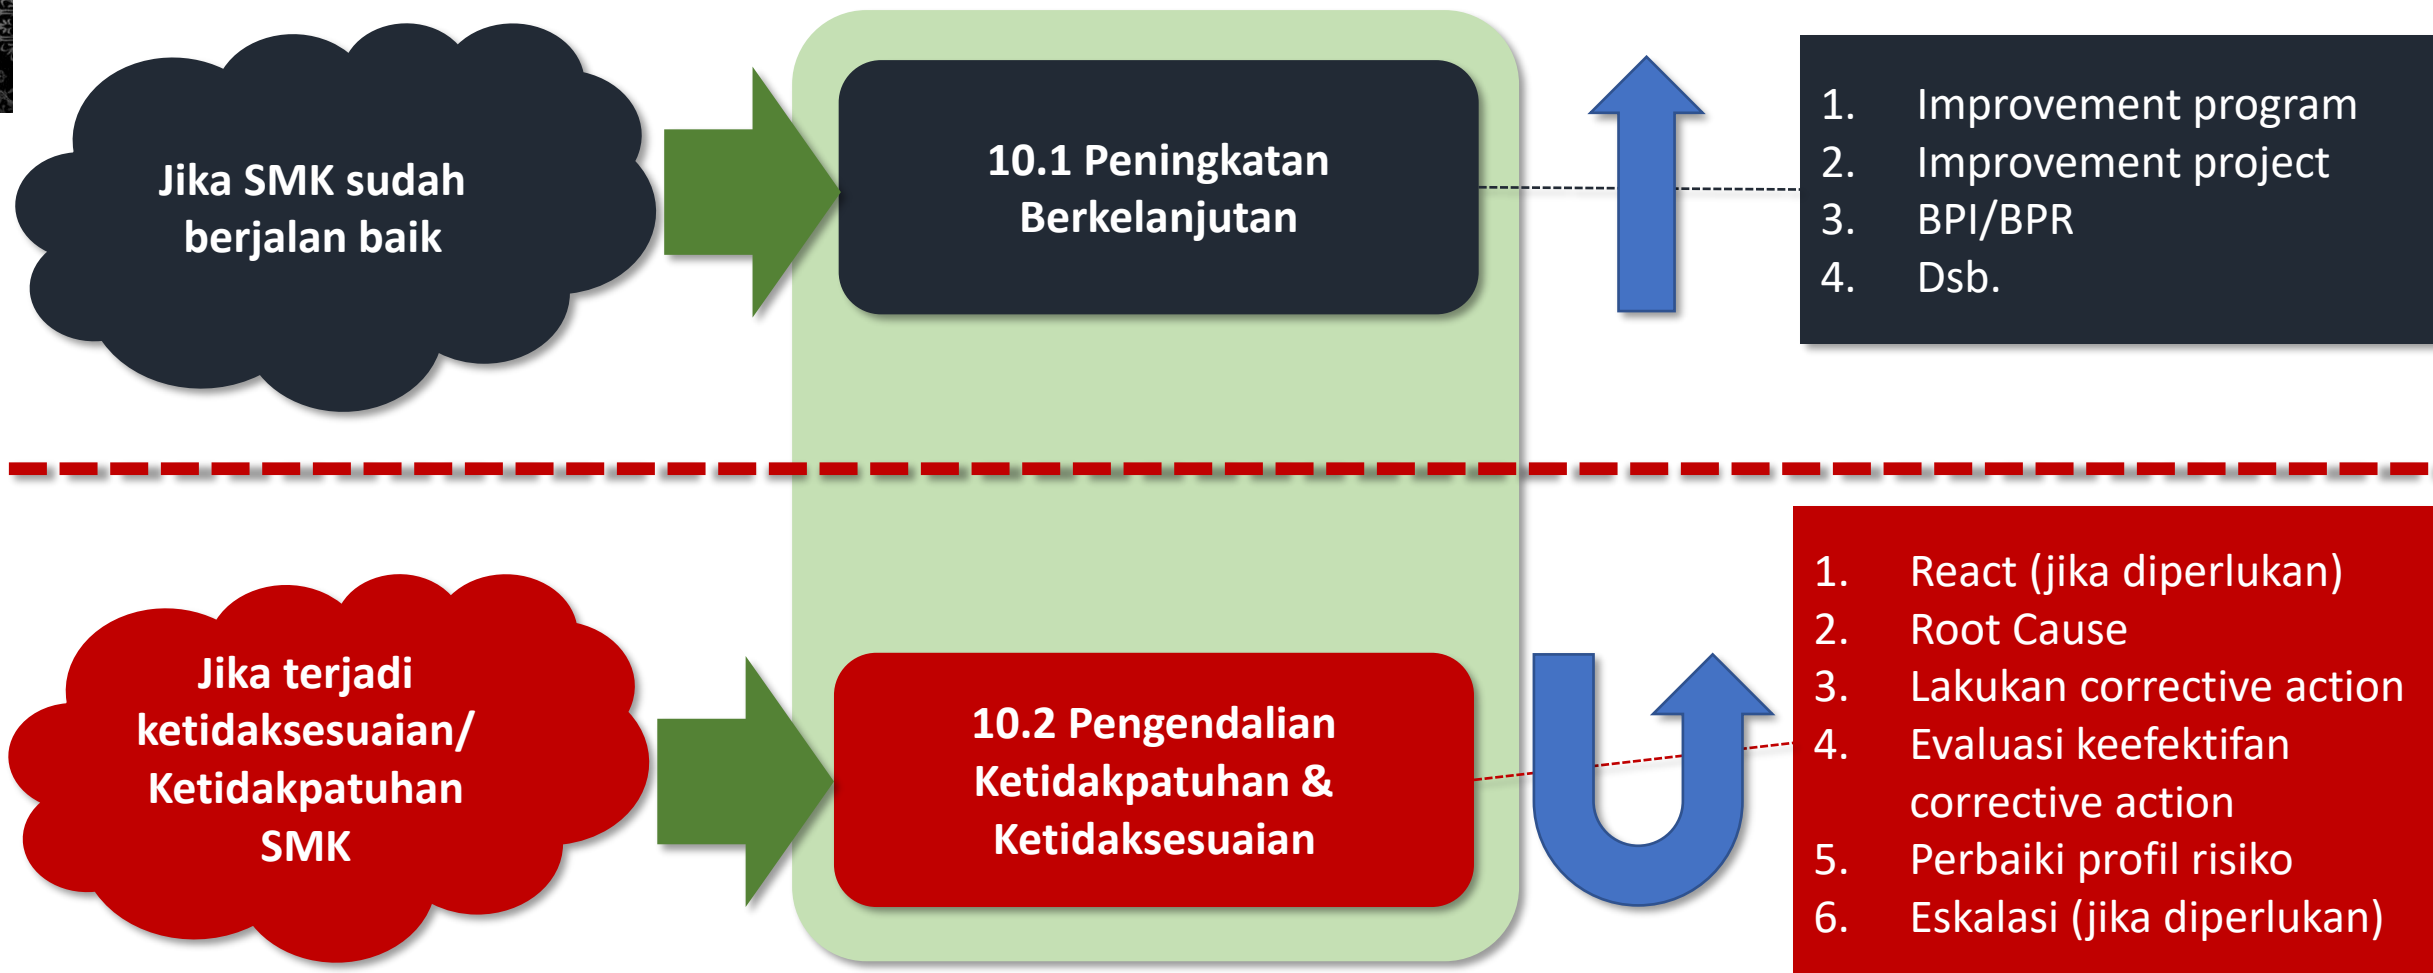 Jika SMK sudah
berjalan baik
10.1 Peningkatan
Berkelanjutan
1. Improvement program
2. Improvement project
3. BPI/BPR
4. Dsb.
Jika terjadi
ketidaksesuaian/
Ketidakpatuhan
SMK
10.2 Pengendalian
Ketidakpatuhan &
Ketidaksesuaian
1. React (jika diperlukan)
2. Root Cause
3. Lakukan corrective action
4. Evaluasi keefektifan
corrective action
5. Perbaiki profil risiko
6. Eskalasi (jika diperlukan)